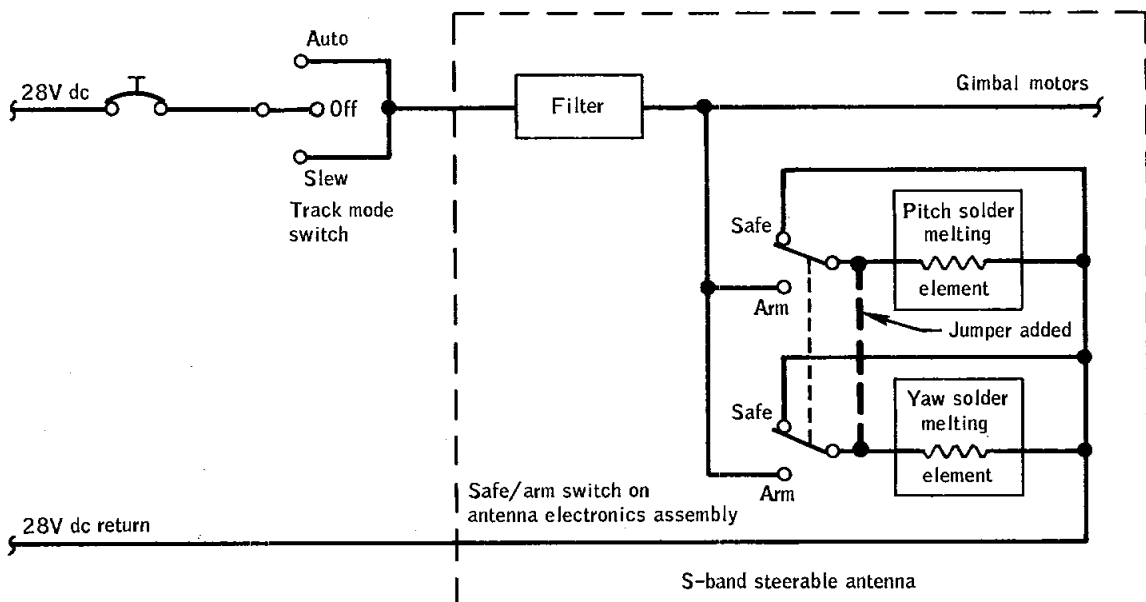 Auto
28V dc
Off
Slew
Track mode
switch
Filter
Gimbal motors
Safe
Pitch solder
melting
element
Arm
Jumper added
Safe
Yaw solder
melting
element
Arm
Safe/arm switch on
antenna electronics assembly
28V dc return
S-band steerable antenna